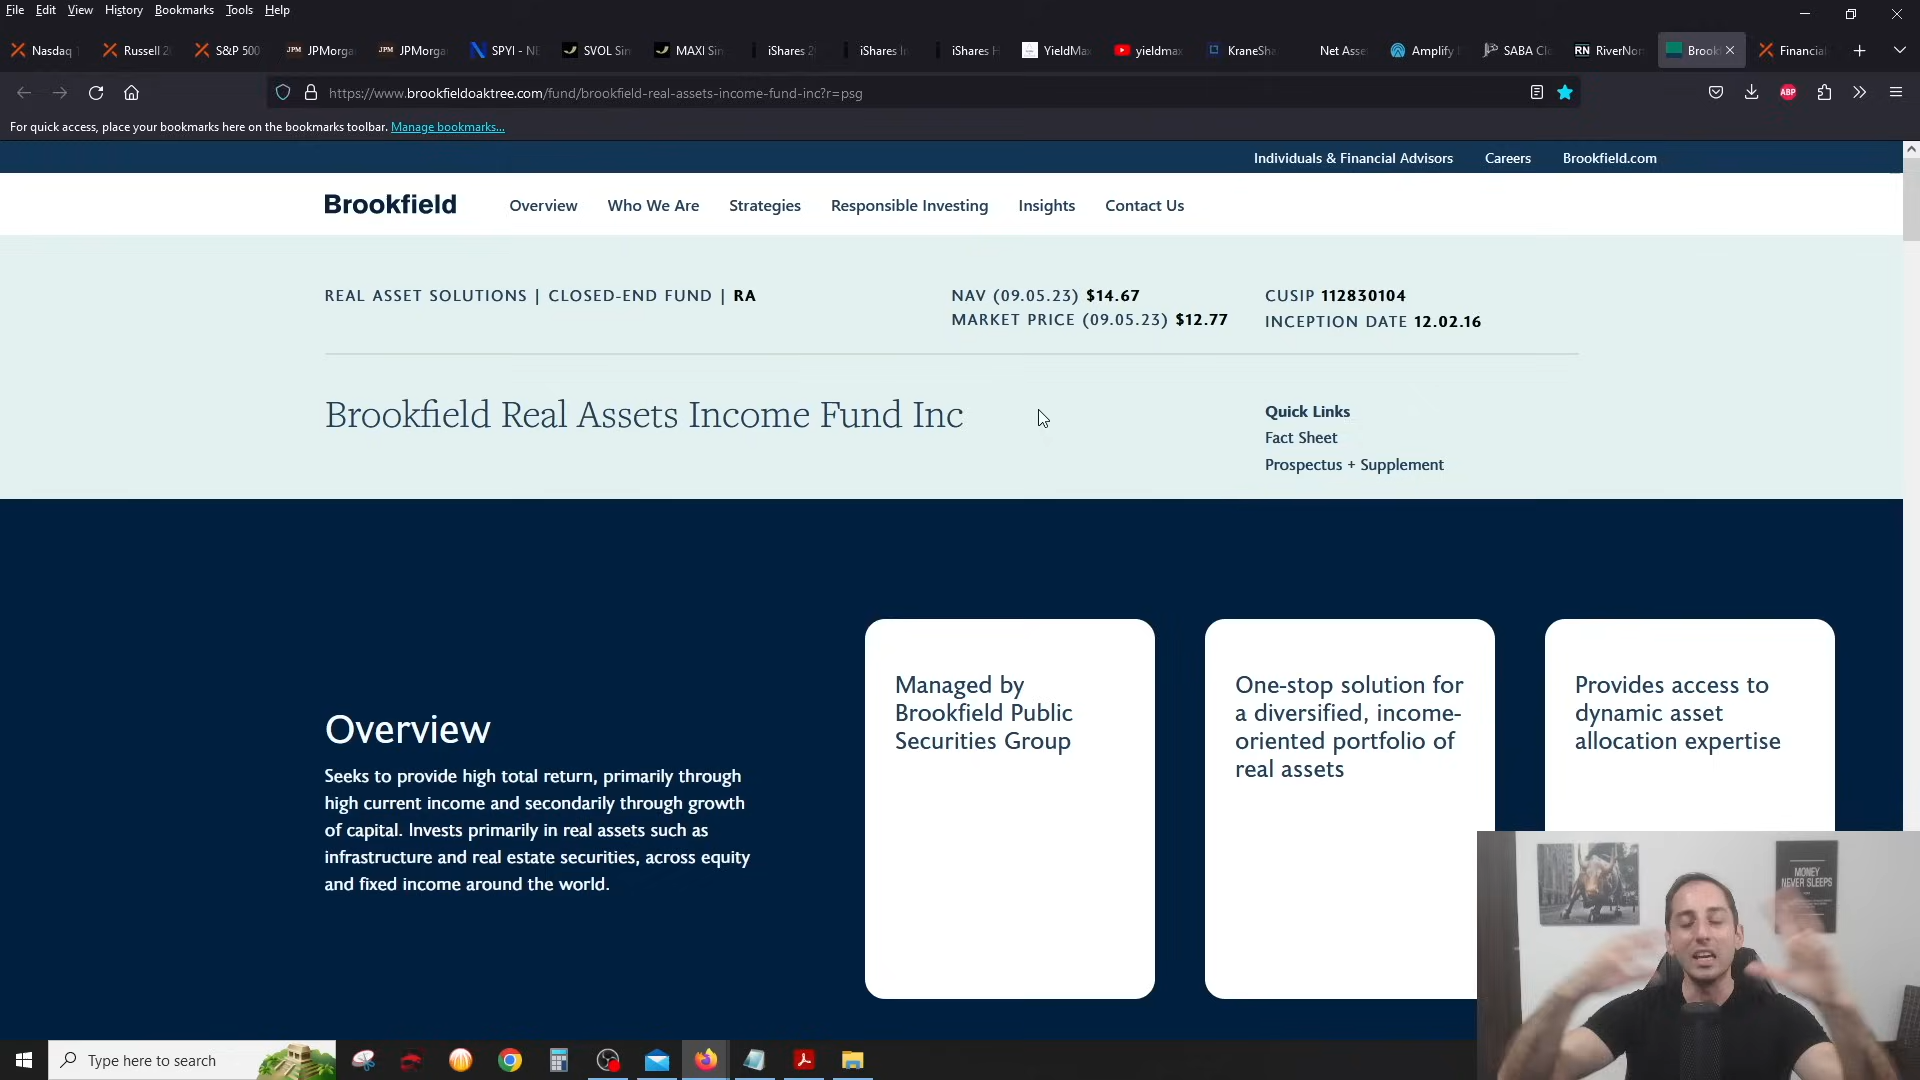 File Edit View History Bookmarks Tools Help
Nasdaq Russell 2 S&P 500 JPMorga JPMorga SPYI - NE SVOL Sim MAXI Sim iShares 2 iShares I iShares H YieldMa yieldmax KraneSha Net Asse Amplify SABA Cl RiverNor Brook Financial
https://www.brookfieldoaktree.com/fund/brookfield-real-assets-income-fund-inc?r=psg ABP
For quick access, place your bookmarks here on the bookmarks toolbar. Manage bookmarks...
Individuals & Financial Advisors Careers Brookfield.com
Brookfield Overview Who We Are Strategies Responsible Investing Insights Contact Us
REAL ASSET SOLUTIONS | CLOSED-END FUND | RA
NAV (09.05.23) $14.67
MARKET PRICE (09.05.23) $12.77
CUSIP 112830104
INCEPTION DATE 12.02.16
Brookfield Real Assets Income Fund Inc
Quick Links
Fact Sheet
Prospectus + Supplement
Overview
Seeks to provide high total return, primarily through
high current income and secondarily through growth
of capital. Invests primarily in real assets such as
infrastructure and real estate securities, across equity
and fixed income around the world.
Managed by
Brookfield Public
Securities Group
One-stop solution for
a diversified, income-
oriented portfolio of
real assets
Provides access to
dynamic asset
allocation expertise
MONEY
NEVER SLEEPS
Type here to search